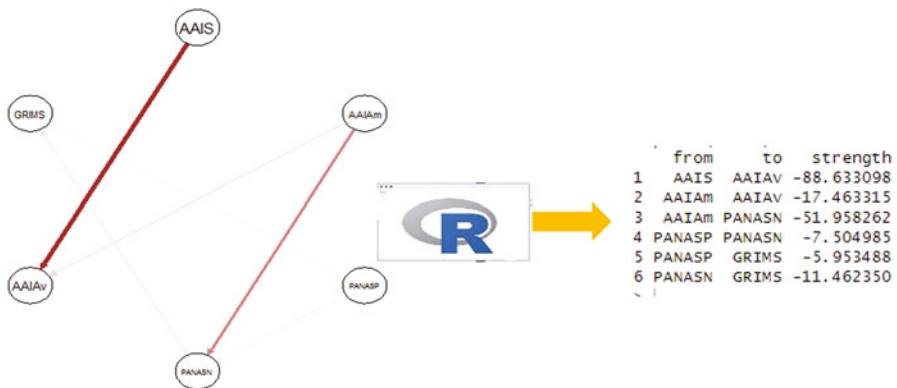 AAIS
GRIMS
AAIAm
AAIAv
PANASP
PANASN
R
from to strength
1 AAIS AAIAv -88.633098
2 AAIAm AAIAv -17.463315
3 AAIAm PANASN -51.958262
4 PANASP PANASN -7.504985
5 PANASP GRIMS -5.953488
6 PANASN GRIMS -11.462350